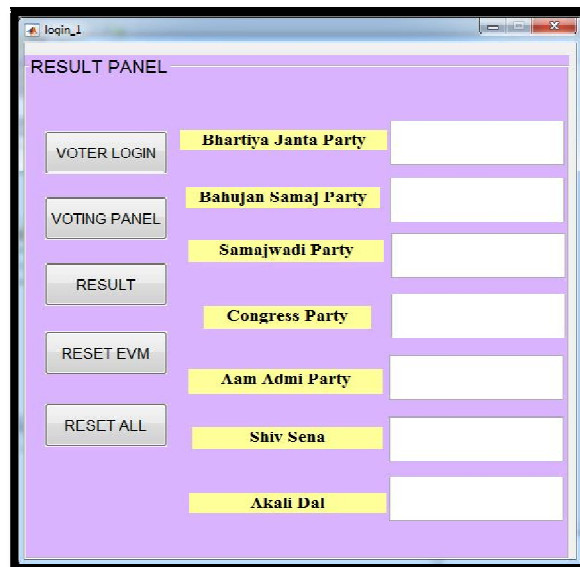 login_1
RESULT PANEL
VOTER LOGIN
Bhartiya Janta Party
VOTING PANEL
Bahujan Samaj Party
Samajwadi Party
RESULT
Congress Party
RESET EVM
Aam Admi Party
RESET ALL
Shiv Sena
Akali Dal